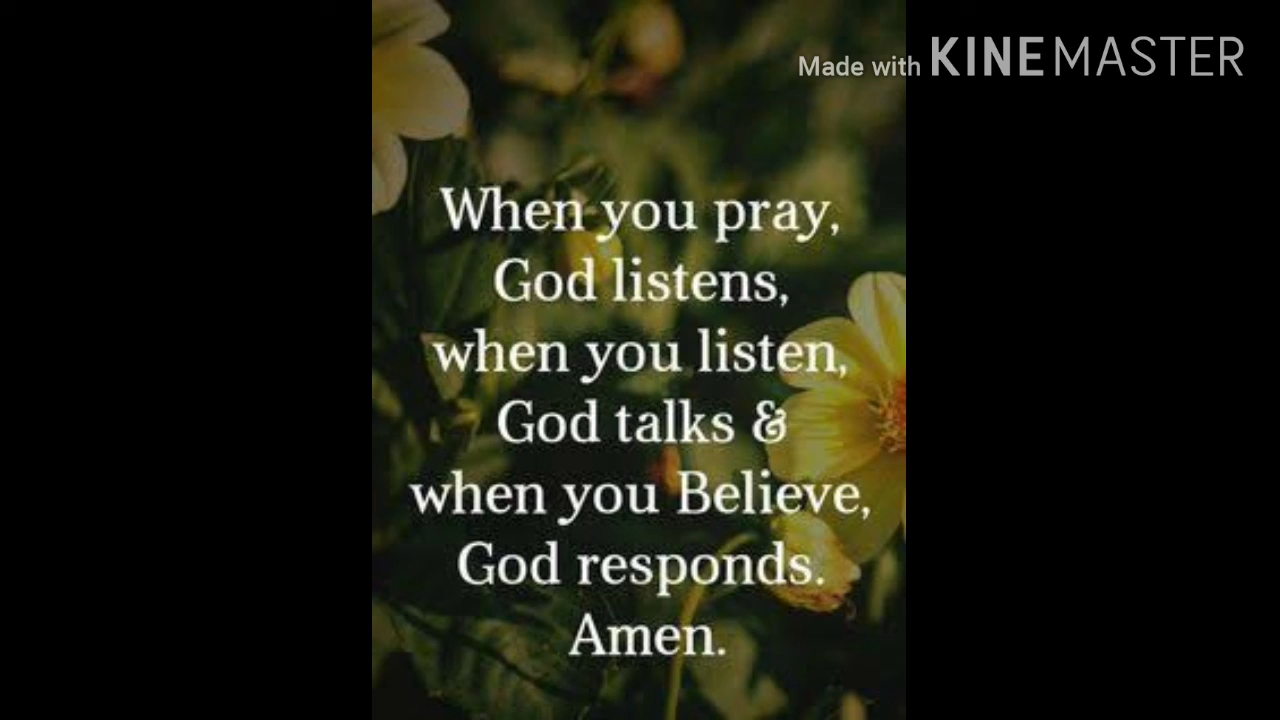 Made with KINEMASTER
When you pray,
God listens,
when you listen,
God talks &
when you Believe,
God responds.
Amen.